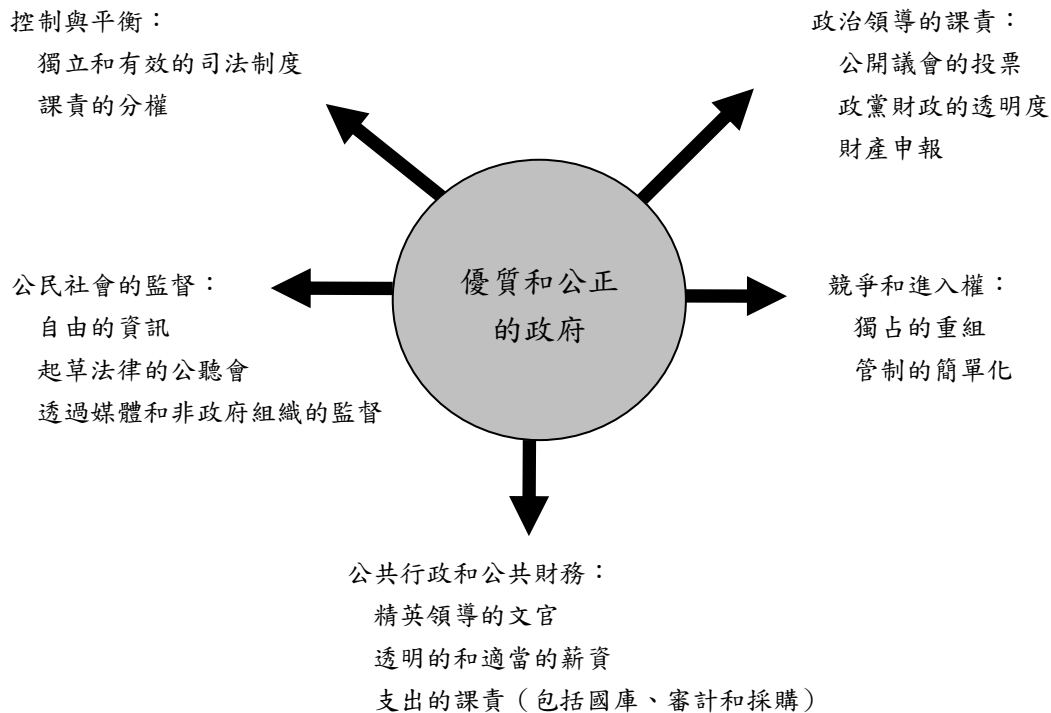 控制與平衡：
獨立和有效的司法制度
課責的分權
政治領導的課責：
公開議會的投票
政黨財政的透明度
財產申報
公民社會的監督：
自由的資訊
起草法律的公聽會
透過媒體和非政府組織的監督
優質和公正
的政府
競爭和進入權：
獨占的重組
管制的簡單化
公共行政和公共財務：
精英領導的文官
透明的和適當的薪資
支出的課責（包括國庫、審計和採購）